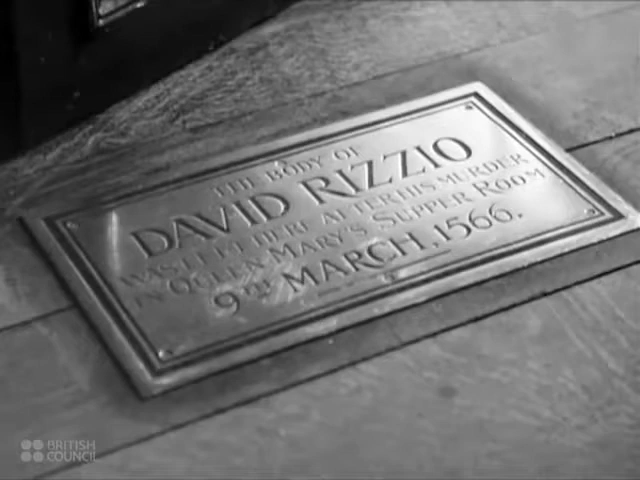 THE BODY OF
DAVID RIZZIO
WAS LEFT HERE AFTER HIS MURDER
IN QUEEN MARY'S SUPPER ROOM
9TH MARCH, 1566.
BRITISH
COUNCIL